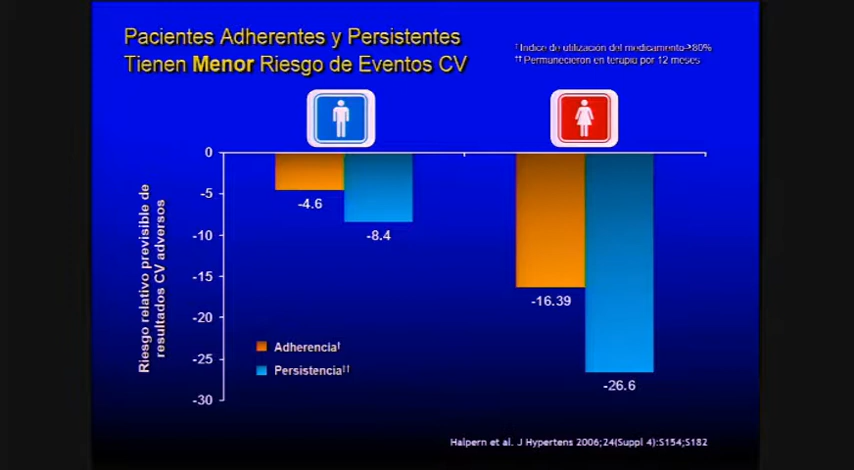 Pacientes Adherentes y Persistentes
Tienen Menor Riesgo de Eventos CV
† Indice de utilización del medicamento≥80%
†† Permanecieron en terapia por 12 meses
0
-5
-10
-15
-20
-25
-30
Riesgo relativo previsible de
resultados CV adversos
-4.6
-8.4
-16.39
-26.6
Adherencia†
Persistencia††
Halpern et al. J Hypertens 2006;24(Suppl 4):S154;S182